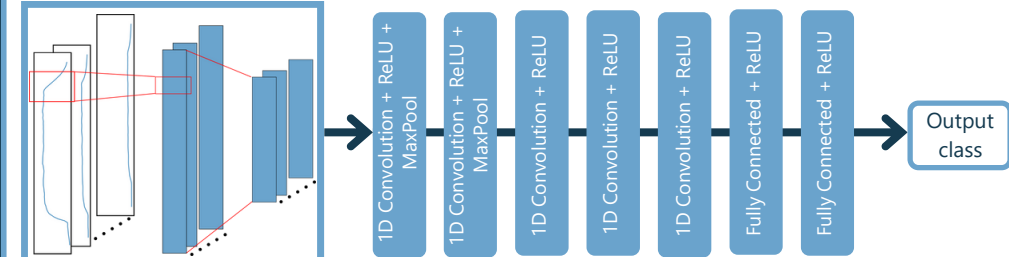 1D Convolution + ReLU +
MaxPool
1D Convolution + ReLU +
MaxPool
1D Convolution + ReLU
1D Convolution + ReLU
1D Convolution + ReLU
Fully Connected + ReLU
Fully Connected + ReLU
Output
class